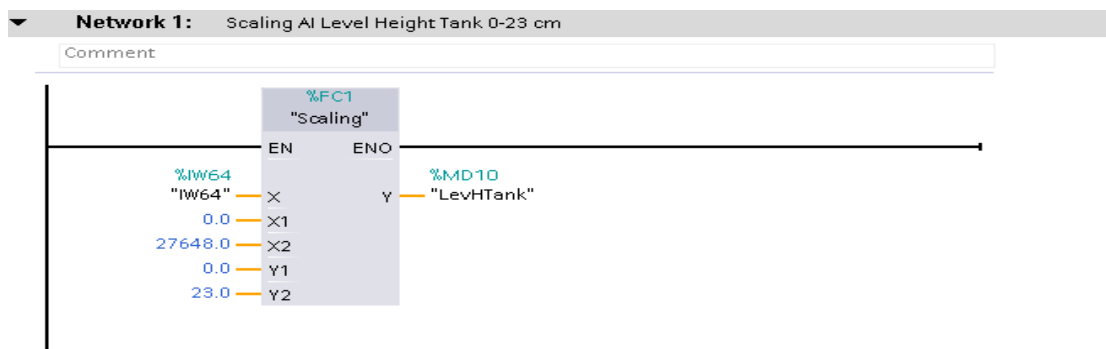 Network 1: Scaling AI Level Height Tank 0-23 cm
Comment
%FC1
"Scaling"
EN ENO
%IW64 %MD10
"IW64" X Y "LevHTank"
0.0 X1
27648.0 X2
0.0 Y1
23.0 Y2